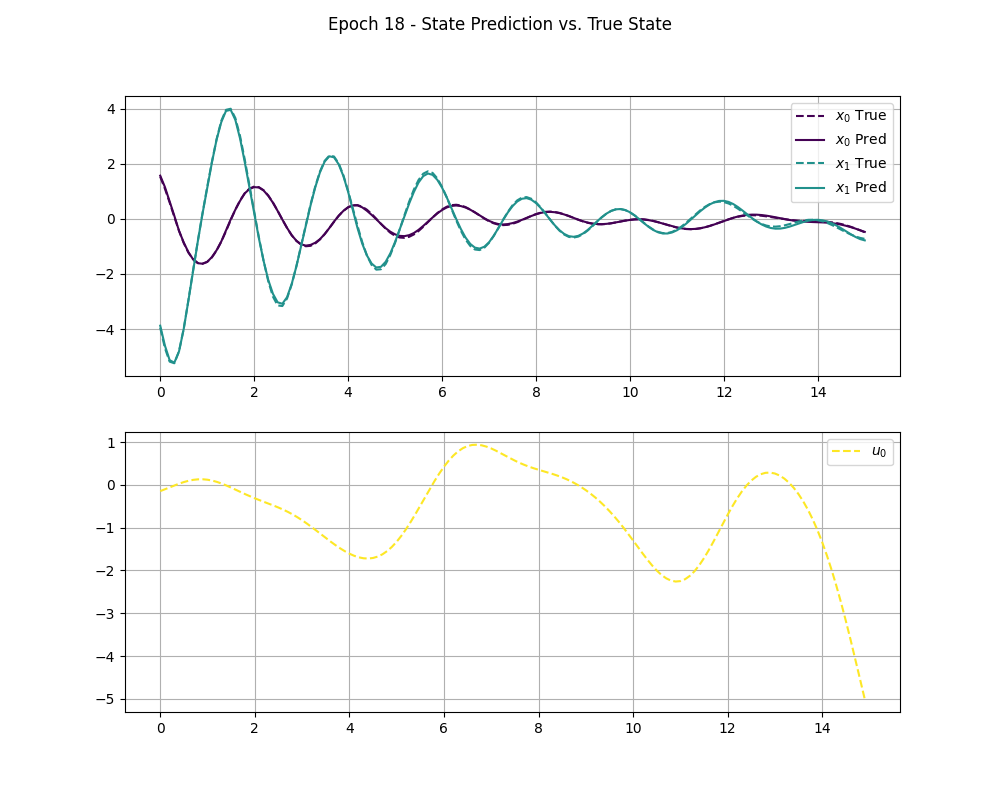 Epoch 18 - State Prediction vs. True State
4
2
0
−2
−4
x₀ True
x₀ Pred
x₁ True
x₁ Pred
0 2 4 6 8 10 12 14
1
0
−1
−2
−3
−4
−5
u₀
0 2 4 6 8 10 12 14